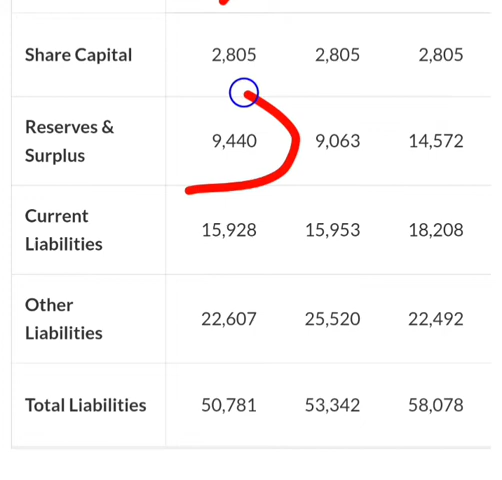 Share Capital 2,805 2,805 2,805
Reserves &
Surplus 9,440 9,063 14,572
Current
Liabilities 15,928 15,953 18,208
Other
Liabilities 22,607 25,520 22,492
Total Liabilities 50,781 53,342 58,078